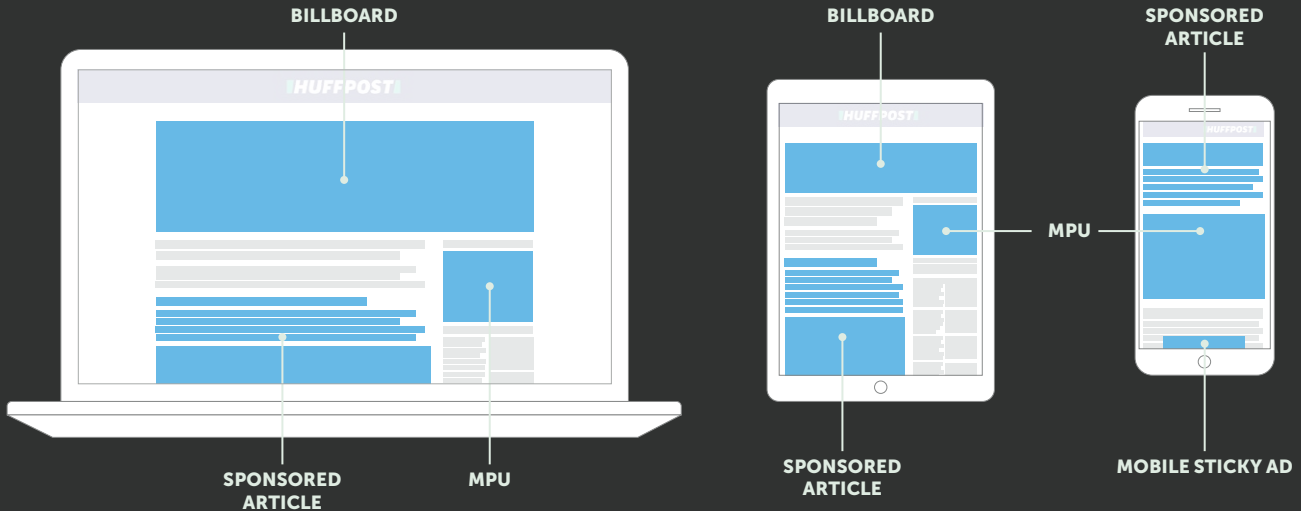 BILLBOARD
BILLBOARD
SPONSORED
ARTICLE
HUFFPOST
HUFFPOST
HUFFPOST
MPU
SPONSORED
ARTICLE
MPU
SPONSORED
ARTICLE
MOBILE STICKY AD